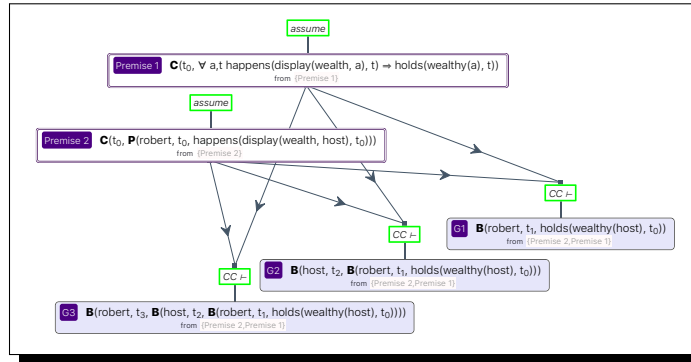 assume
Premise 1 C(t₀, ∀ a,t happens(display(wealth, a), t) ⇒ holds(wealthy(a), t))
from {Premise 1}
assume
Premise 2 C(t₀, P(robert, t₀, happens(display(wealth, host), t₀)))
from {Premise 2}
CC ⊢
G1 B(robert, t₁, holds(wealthy(host), t₀))
from {Premise 2,Premise 1}
CC ⊢
G2 B(host, t₂, B(robert, t₁, holds(wealthy(host), t₀)))
from {Premise 2,Premise 1}
CC ⊢
G3 B(robert, t₃, B(host, t₂, B(robert, t₁, holds(wealthy(host), t₀))))
from {Premise 2,Premise 1}